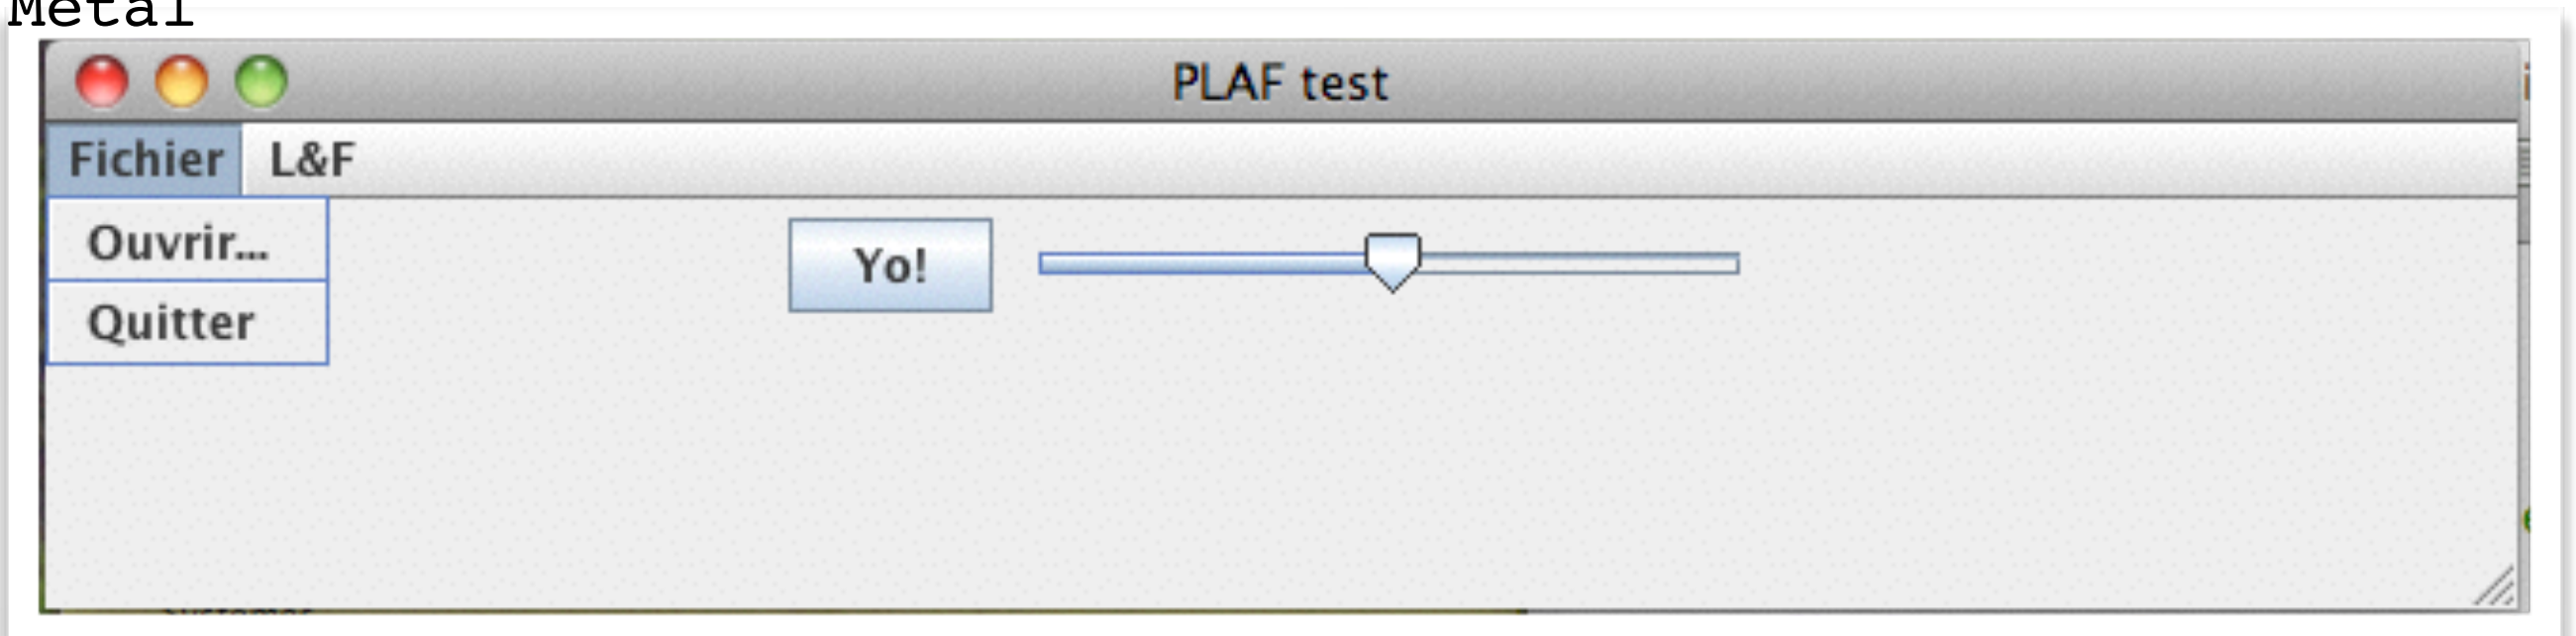 Metal
PLAF test
Fichier L&F
Ouvrir...
Yo!
Quitter